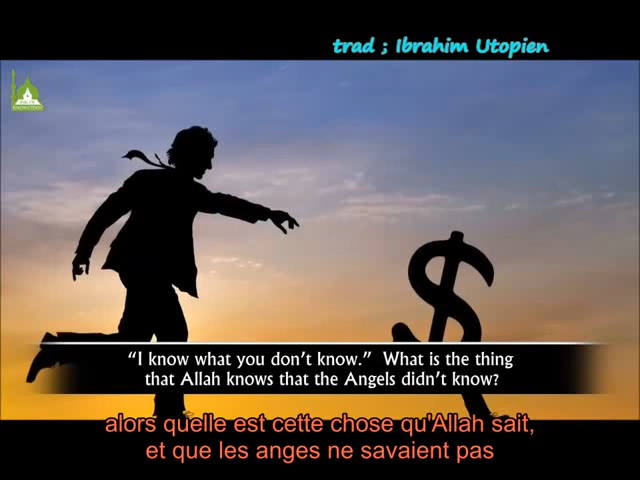 trad ; Ibrahim Utopien
“I know what you don’t know.” What is the thing
that Allah knows that the Angels didn’t know?
alors quelle est cette chose qu'Allah sait,
et que les anges ne savaient pas